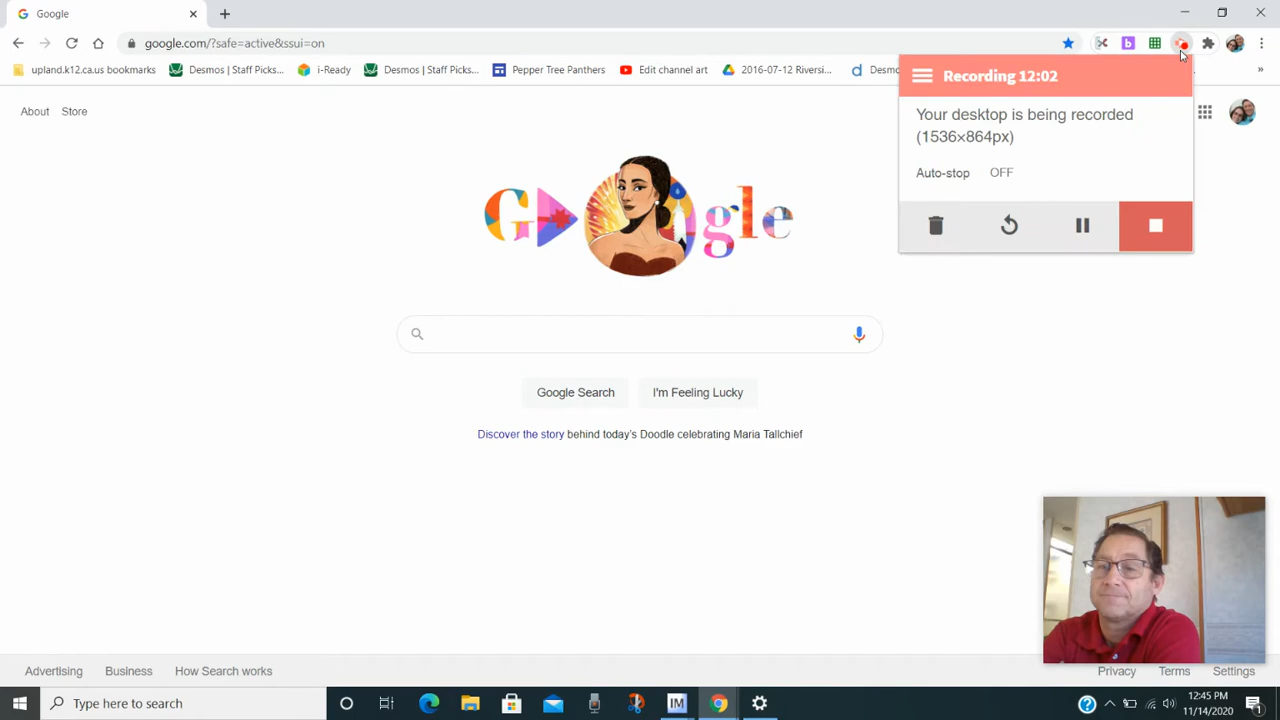 Google
google.com/?safe=active&ssui=on
upland.k12.ca.us bookmarks
Desmos | Staff Picks...
i-Ready
Desmos | Staff Picks...
Pepper Tree Panthers
Edit channel art
2016-07-12 Riversi...
Desmo
»
Recording 12:02
Your desktop is being recorded
(1536×864px)
Auto-stop OFF
About Store
G gle
Google Search I'm Feeling Lucky
Discover the story behind today's Doodle celebrating Maria Tallchief
Advertising Business How Search works Privacy Terms Settings
Type here to search
IM
12:45 PM
11/14/2020
1